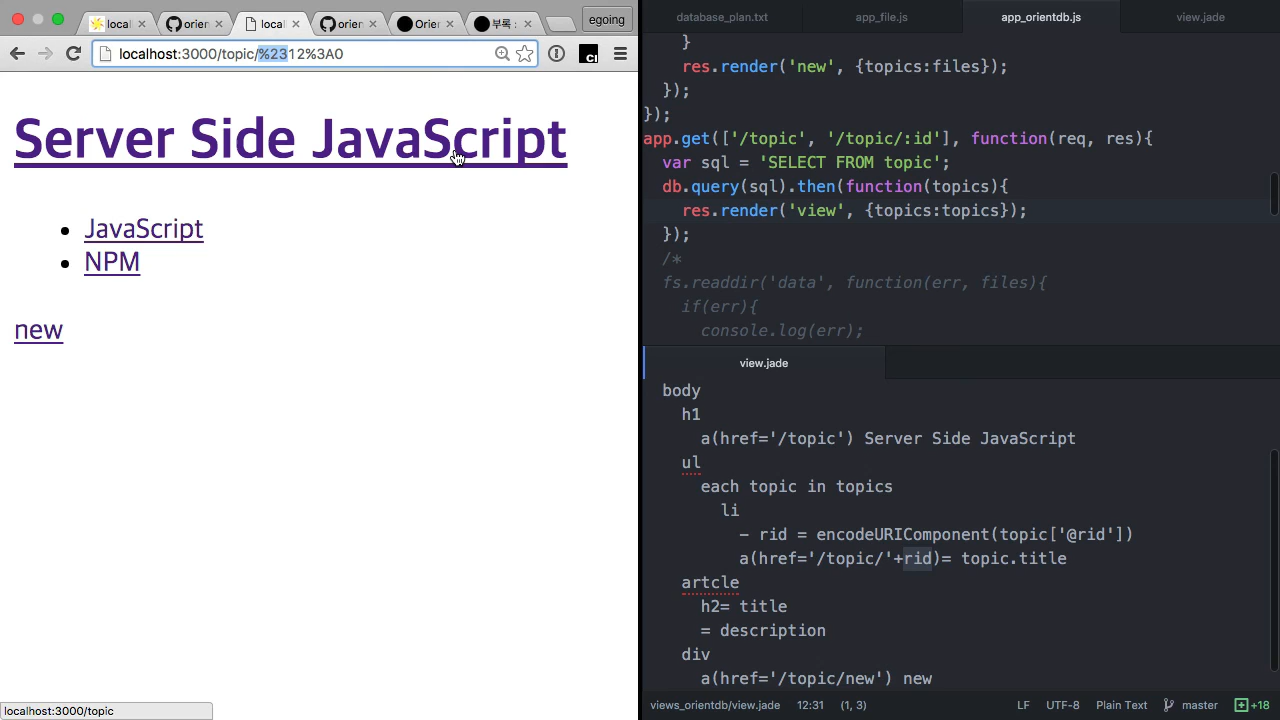 locall
orien
local
orien
Orien
부록 :
egoing
localhost:3000/topic/%2312%3A0
Server Side JavaScript
JavaScript
NPM
new
localhost:3000/topic
database_plan.txt
app_file.js
app_orientdb.js
view.jade
}
res.render('new', {topics:files});
});
});
app.get(['/topic', '/topic/:id'], function(req, res){
var sql = 'SELECT FROM topic';
db.query(sql).then(function(topics){
res.render('view', {topics:topics});
});
/*
fs.readdir('data', function(err, files){
if(err){
console.log(err);
view.jade
body
h1
a(href='/topic') Server Side JavaScript
ul
each topic in topics
li
- rid = encodeURIComponent(topic['@rid'])
a(href='/topic/'+rid)= topic.title
artcle
h2= title
= description
div
a(href='/topic/new') new
views_orientdb/view.jade 12:31 (1, 3) LF UTF-8 Plain Text master +18